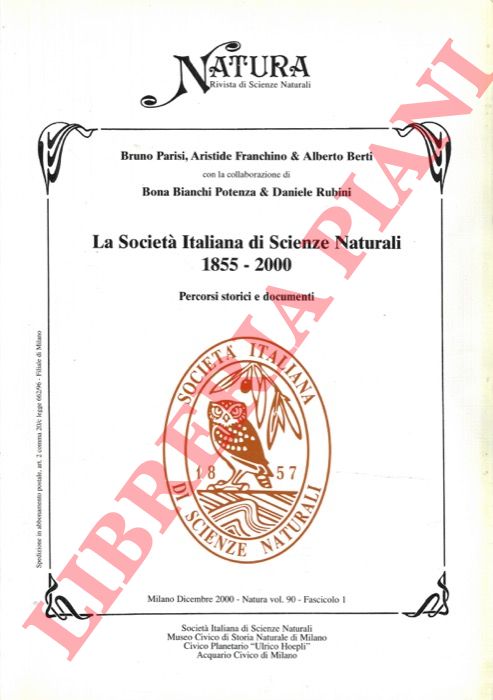 NATURA
Rivista di Scienze Naturali
Bruno Parisi, Aristide Franchino & Alberto Berti
con la collaborazione di
Bona Bianchi Potenza & Daniele Rubini
La Società Italiana di Scienze Naturali
1855 - 2000
Percorsi storici e documenti
SOCIETÀ ITALIANA
1857
DI SCIENZE NATURALI
Spedizione in abbonamento postale, art. 2 comma 20/c legge 662/96 - Filiale di Milano
Milano Dicembre 2000 - Natura vol. 90 - Fascicolo 1
Società Italiana di Scienze Naturali
Museo Civico di Storia Naturale di Milano
Civico Planetario "Ulrico Hoepli"
Acquario Civico di Milano
LIBRERIA PIANI